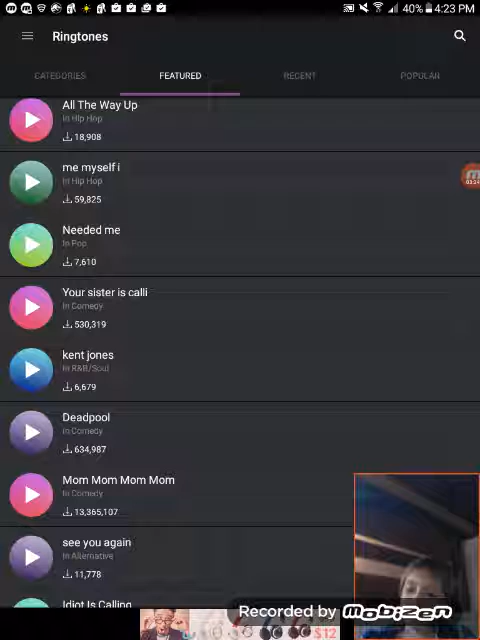 40% 4:23 PM
Ringtones
CATEGORIES FEATURED RECENT POPULAR
All The Way Up
In Hip Hop
18,908
me myself i
In Hip Hop
59,825
Needed me
In Pop
7,610
Your sister is calli
In Comedy
530,319
kent jones
In R&B/Soul
6,679
Deadpool
In Comedy
634,987
Mom Mom Mom Mom
In Comedy
13,365,107
see you again
In Alternative
11,778
Idiot Is Calling
Recorded by Mobizen
$12